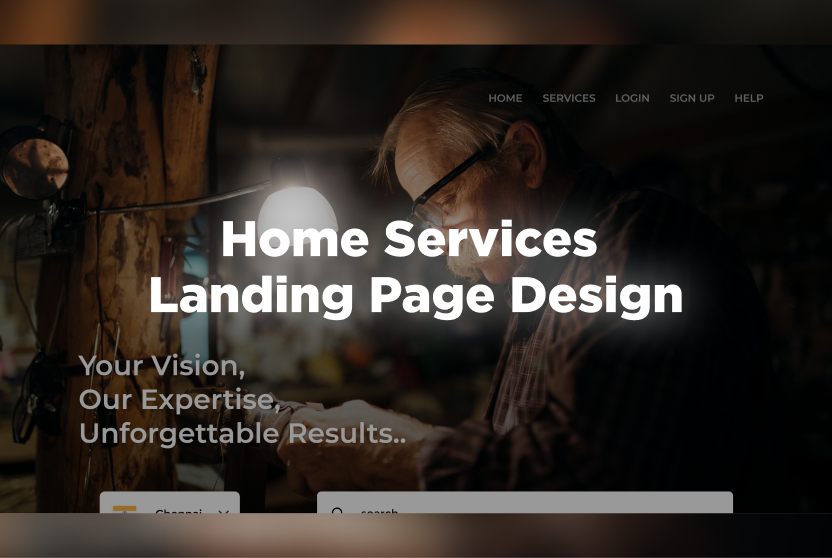 HOME SERVICES LOGIN SIGN UP HELP
Home Services
Landing Page Design
Your Vision,
Our Expertise,
Unforgettable Results..
Chennai search